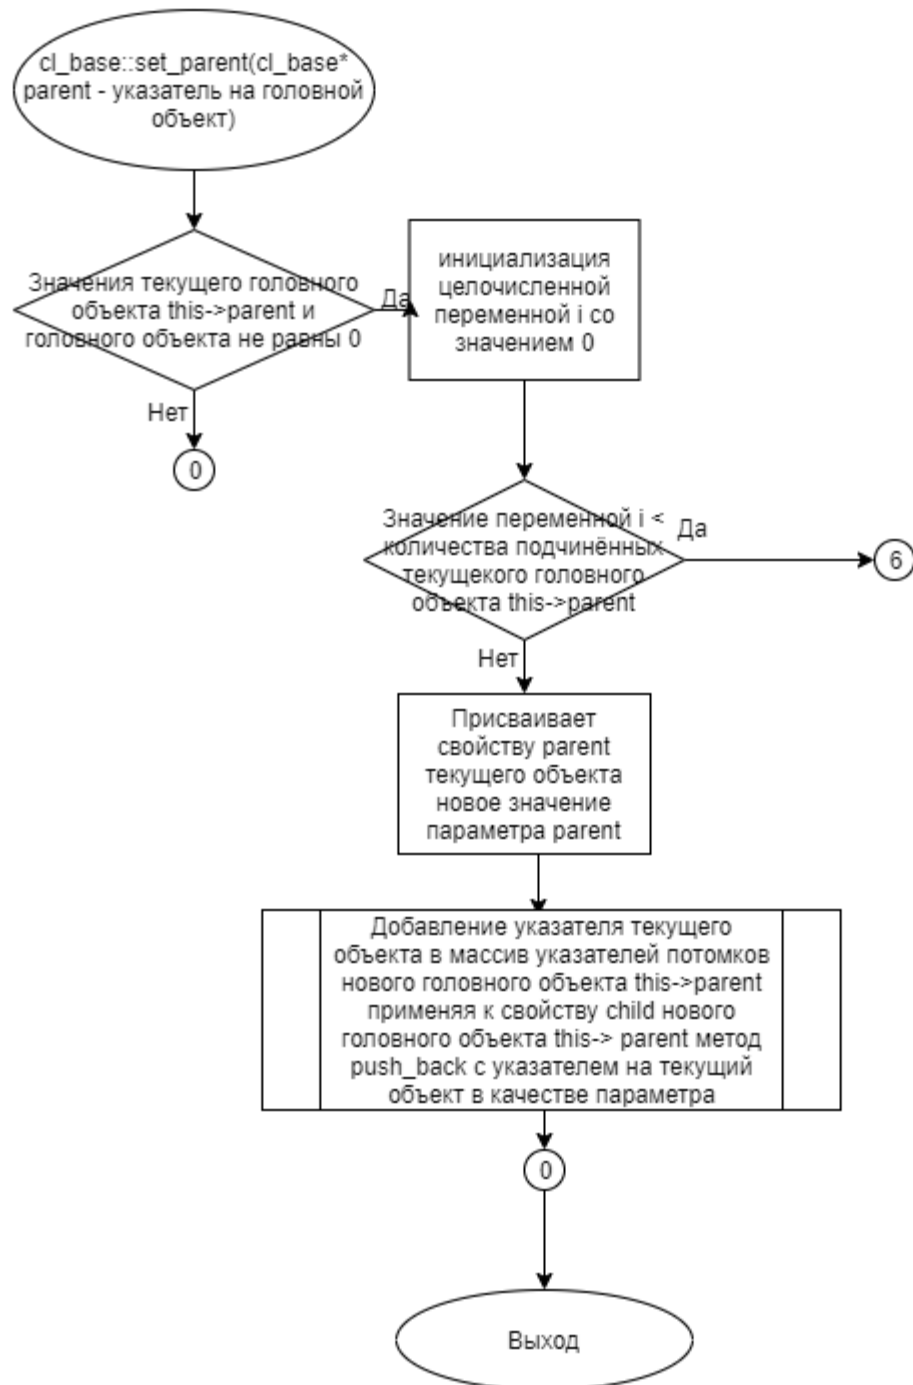 cl_base::set_parent(cl_base*
parent - указатель на головной
объект)
Значения текущего головного
объекта this->parent и
головного объекта не равны 0
Да
инициализация
целочисленной
переменной i со
значением 0
Нет
0
Значение переменной i <
количества подчинённых
текущекого головного
объекта this->parent
Да
6
Нет
Присваивает
свойству parent
текущего объекта
новое значение
параметра parent
Добавление указателя текущего
объекта в массив указателей потомков
нового головного объекта this->parent
применяя к свойству child нового
головного объекта this-> parent метод
push_back с указателем на текущий
объект в качестве параметра
0
Выход